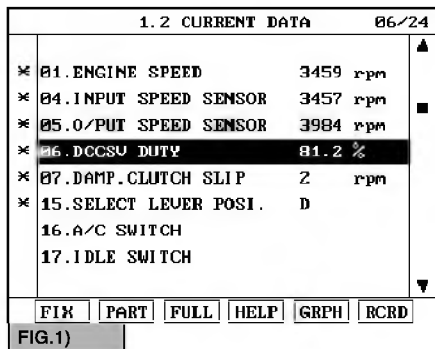 1.2 CURRENT DATA 06/24
* 01.ENGINE SPEED 3459 rpm
* 04.INPUT SPEED SENSOR 3457 rpm
* 05.O/PUT SPEED SENSOR 3984 rpm
* 06.DCCSV DUTY 81.2 %
* 07.DAMP.CLUTCH SLIP 2 rpm
* 15.SELECT LEVER POSI. D
16.A/C SWITCH
17.IDLE SWITCH
FIX PART FULL HELP GRPH RCRD
FIG.1)